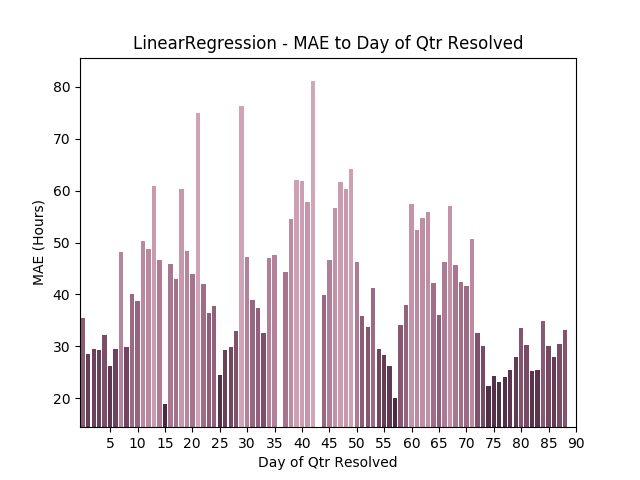 LinearRegression - MAE to Day of Qtr Resolved
80
70
60
50
40
30
20
MAE (Hours)
5 10 15 20 25 30 35 40 45 50 55 60 65 70 75 80 85 90
Day of Qtr Resolved